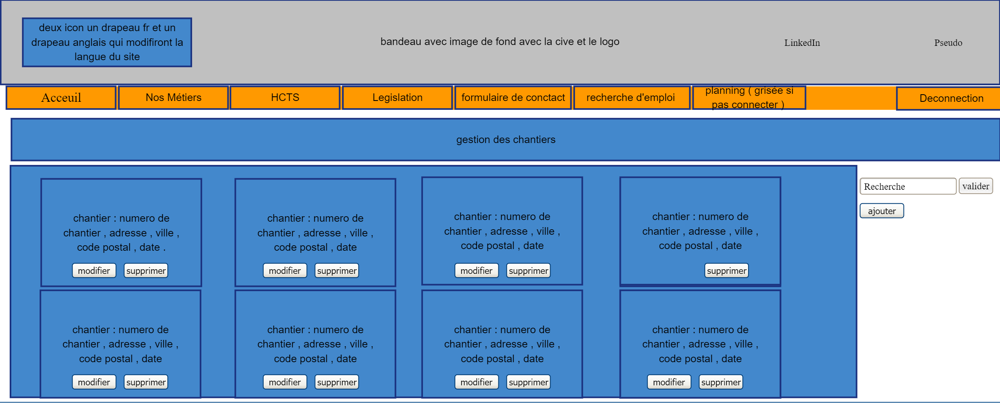 deux icon un drapeau fr et un
drapeau anglais qui modifiront la
langue du site
bandeau avec image de fond avec la cive et le logo
LinkedIn
Pseudo
Acceuil
Nos Métiers
HCTS
Legislation
formulaire de conctact
recherche d'emploi
planning ( grisée si
pas connecter )
Deconnection
gestion des chantiers
chantier : numero de
chantier , adresse , ville ,
code postal , date .
modifier
supprimer
chantier : numero de
chantier , adresse , ville ,
code postal , date
modifier
supprimer
chantier : numero de
chantier , adresse , ville ,
code postal , date
modifier
supprimer
chantier : numero de
chantier , adresse , ville ,
code postal , date
supprimer
Recherche
valider
ajouter
chantier : numero de
chantier , adresse , ville ,
code postal , date
modifier
supprimer
chantier : numero de
chantier , adresse , ville ,
code postal , date
modifier
supprimer
chantier : numero de
chantier , adresse , ville ,
code postal , date
modifier
supprimer
chantier : numero de
chantier , adresse , ville ,
code postal , date
modifier
supprimer